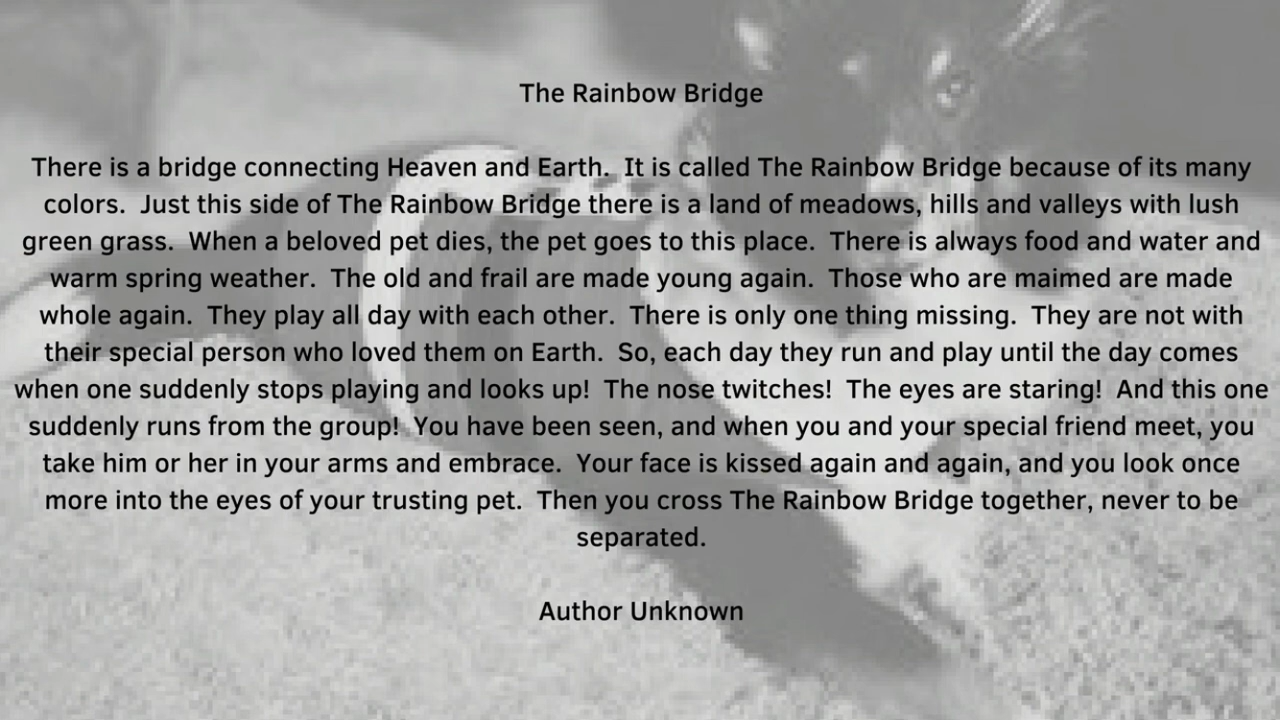 The Rainbow Bridge
There is a bridge connecting Heaven and Earth.  It is called The Rainbow Bridge because of its many
colors.  Just this side of The Rainbow Bridge there is a land of meadows, hills and valleys with lush
green grass.  When a beloved pet dies, the pet goes to this place.  There is always food and water and
warm spring weather.  The old and frail are made young again.  Those who are maimed are made
whole again.  They play all day with each other.  There is only one thing missing.  They are not with
their special person who loved them on Earth.  So, each day they run and play until the day comes
when one suddenly stops playing and looks up!  The nose twitches!  The eyes are staring!  And this one
suddenly runs from the group!  You have been seen, and when you and your special friend meet, you
take him or her in your arms and embrace.  Your face is kissed again and again, and you look once
more into the eyes of your trusting pet.  Then you cross The Rainbow Bridge together, never to be
separated.
Author Unknown